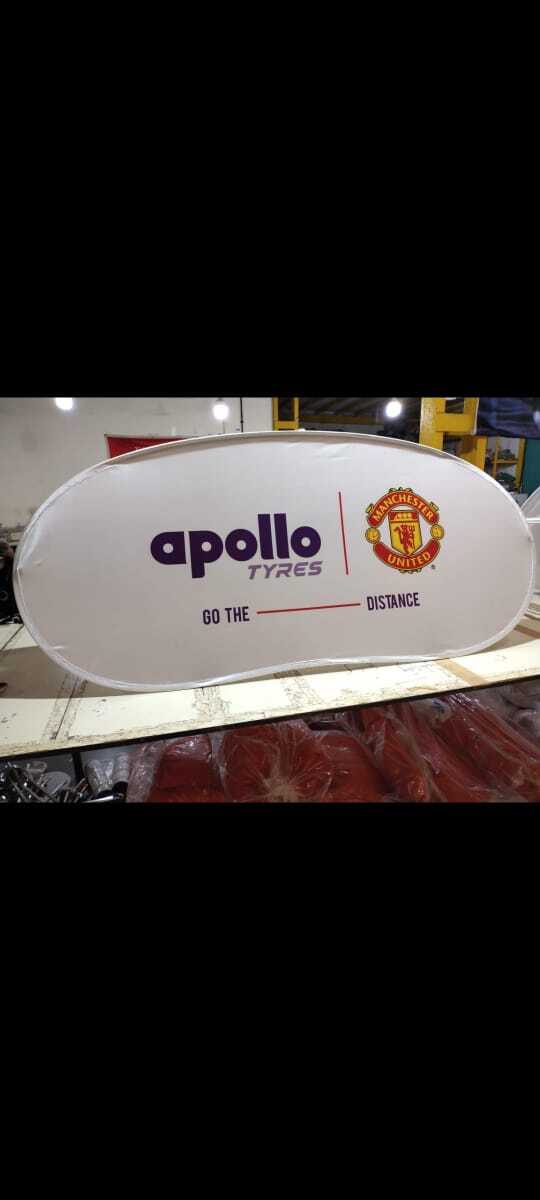 apollo
TYRES
MANCHESTER
UNITED
®
GO THE DISTANCE